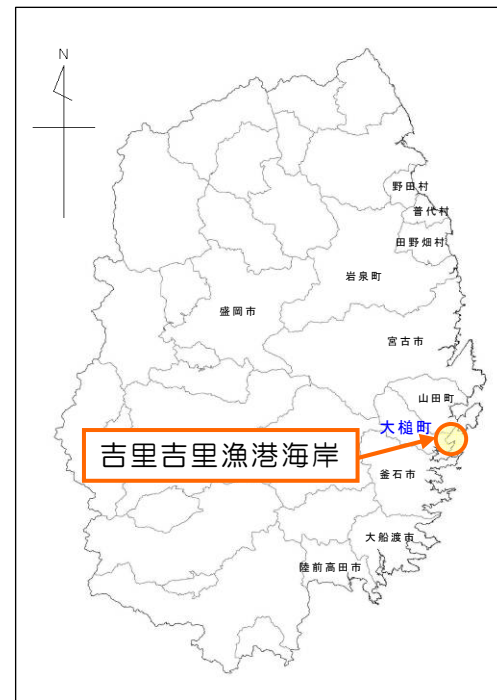 N
野田村
普代村
田野畑村
岩泉町
盛岡市
宮古市
山田町
大槌町
吉里吉里漁港海岸
釜石市
大船渡市
陸前高田市